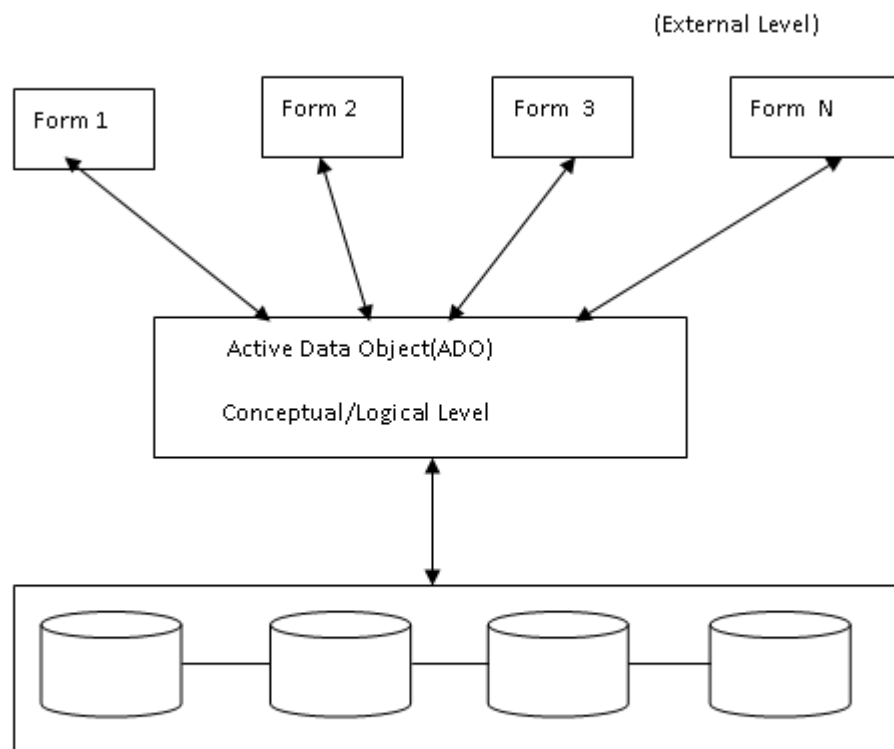 (External Level)
Form 1
Form 2
Form 3
Form N
Active Data Object(ADO)
Conceptual/Logical Level